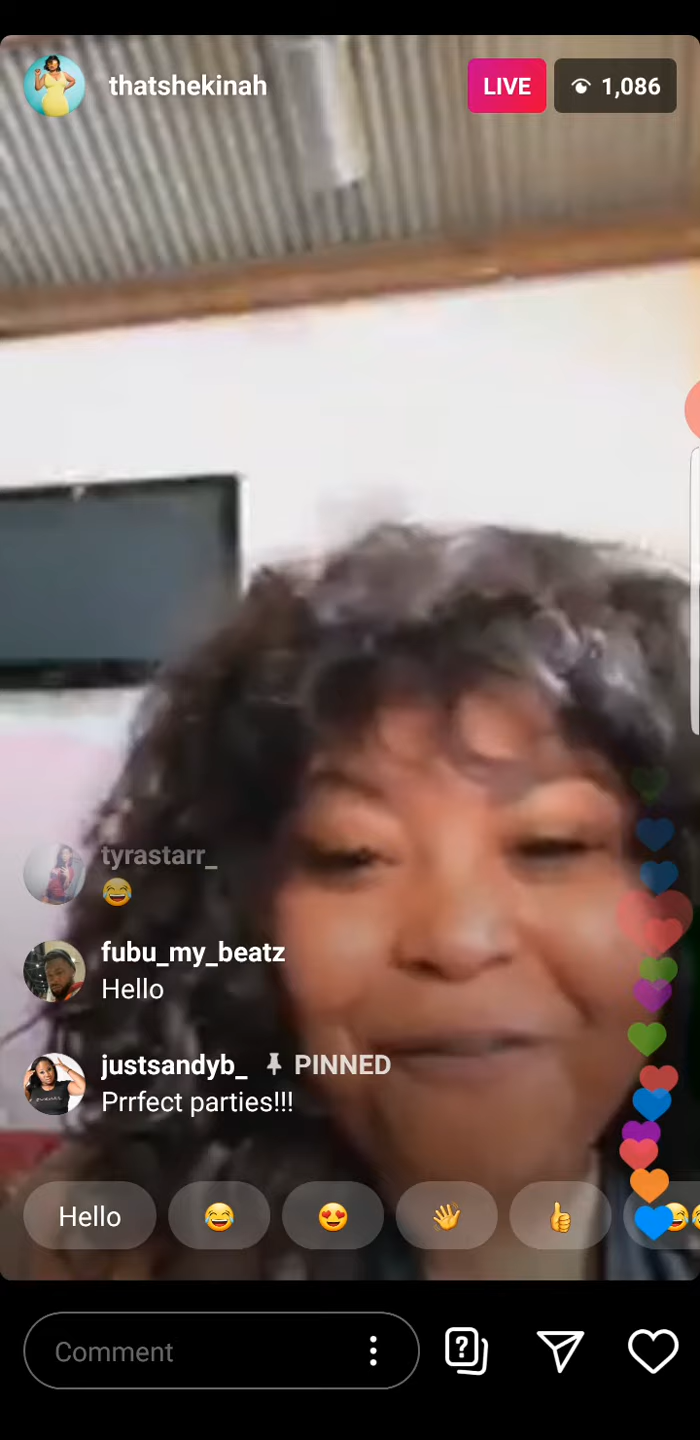 thatshekinah
LIVE
1,086
tyrastarr_
😂
fubu_my_beatz
Hello
justsandyb_ PINNED
Prrfect parties!!!
Hello 😂 😍 👋 👍 😂
Comment